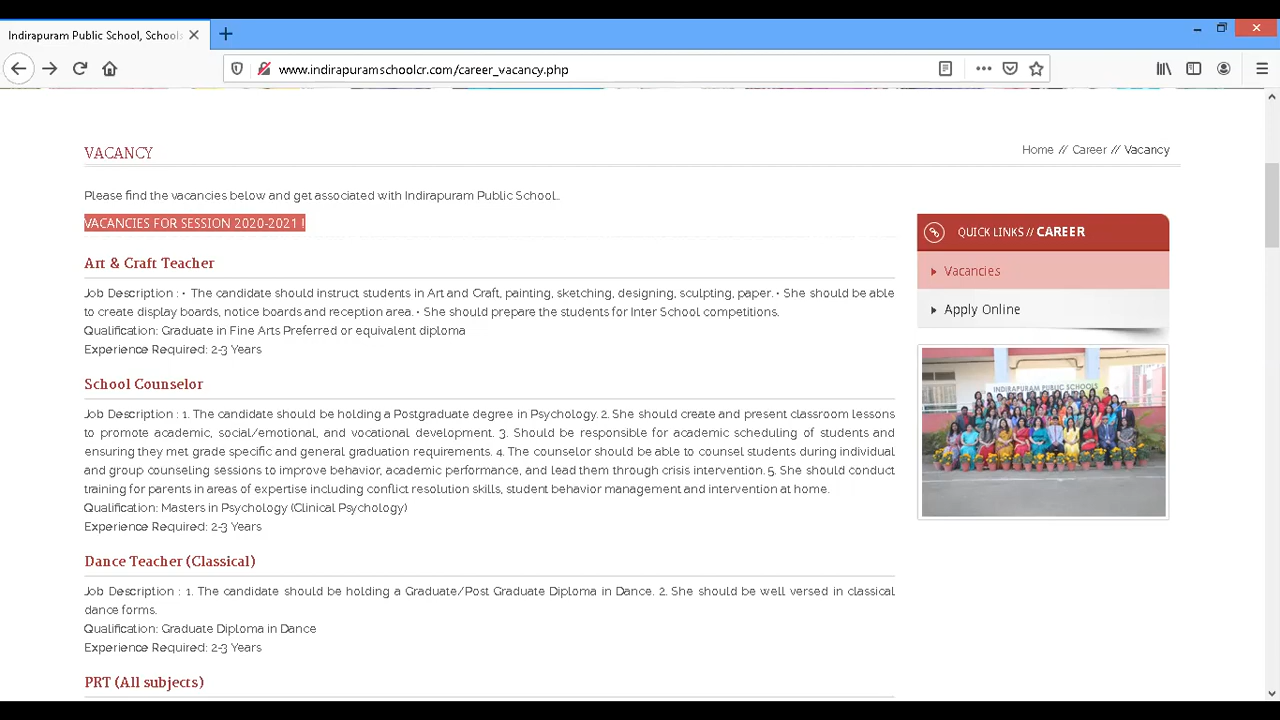 Indirapuram Public School, Schools
www.indirapuramschoolcr.com/career_vacancy.php
VACANCY
Home // Career // Vacancy
Please find the vacancies below and get associated with Indirapuram Public School..
VACANCIES FOR SESSION 2020-2021 !
Art & Craft Teacher
Job Description : • The candidate should instruct students in Art and Craft, painting, sketching, designing, sculpting, paper. • She should be able
to create display boards, notice boards and reception area. • She should prepare the students for Inter School competitions.
Qualification: Graduate in Fine Arts Preferred or equivalent diploma
Experience Required: 2-3 Years
School Counselor
Job Description : 1. The candidate should be holding a Postgraduate degree in Psychology. 2. She should create and present classroom lessons
to promote academic, social/emotional, and vocational development. 3. Should be responsible for academic scheduling of students and
ensuring they met grade specific and general graduation requirements. 4. The counselor should be able to counsel students during individual
and group counseling sessions to improve behavior, academic performance, and lead them through crisis intervention. 5. She should conduct
training for parents in areas of expertise including conflict resolution skills, student behavior management and intervention at home.
Qualification: Masters in Psychology (Clinical Psychology)
Experience Required: 2-3 Years
Dance Teacher (Classical)
Job Description : 1. The candidate should be holding a Graduate/Post Graduate Diploma in Dance. 2. She should be well versed in classical
dance forms.
Qualification: Graduate Diploma in Dance
Experience Required: 2-3 Years
PRT (All subjects)
QUICK LINKS // CAREER
Vacancies
Apply Online
INDIRAPURAM PUBLIC SCHOOLS